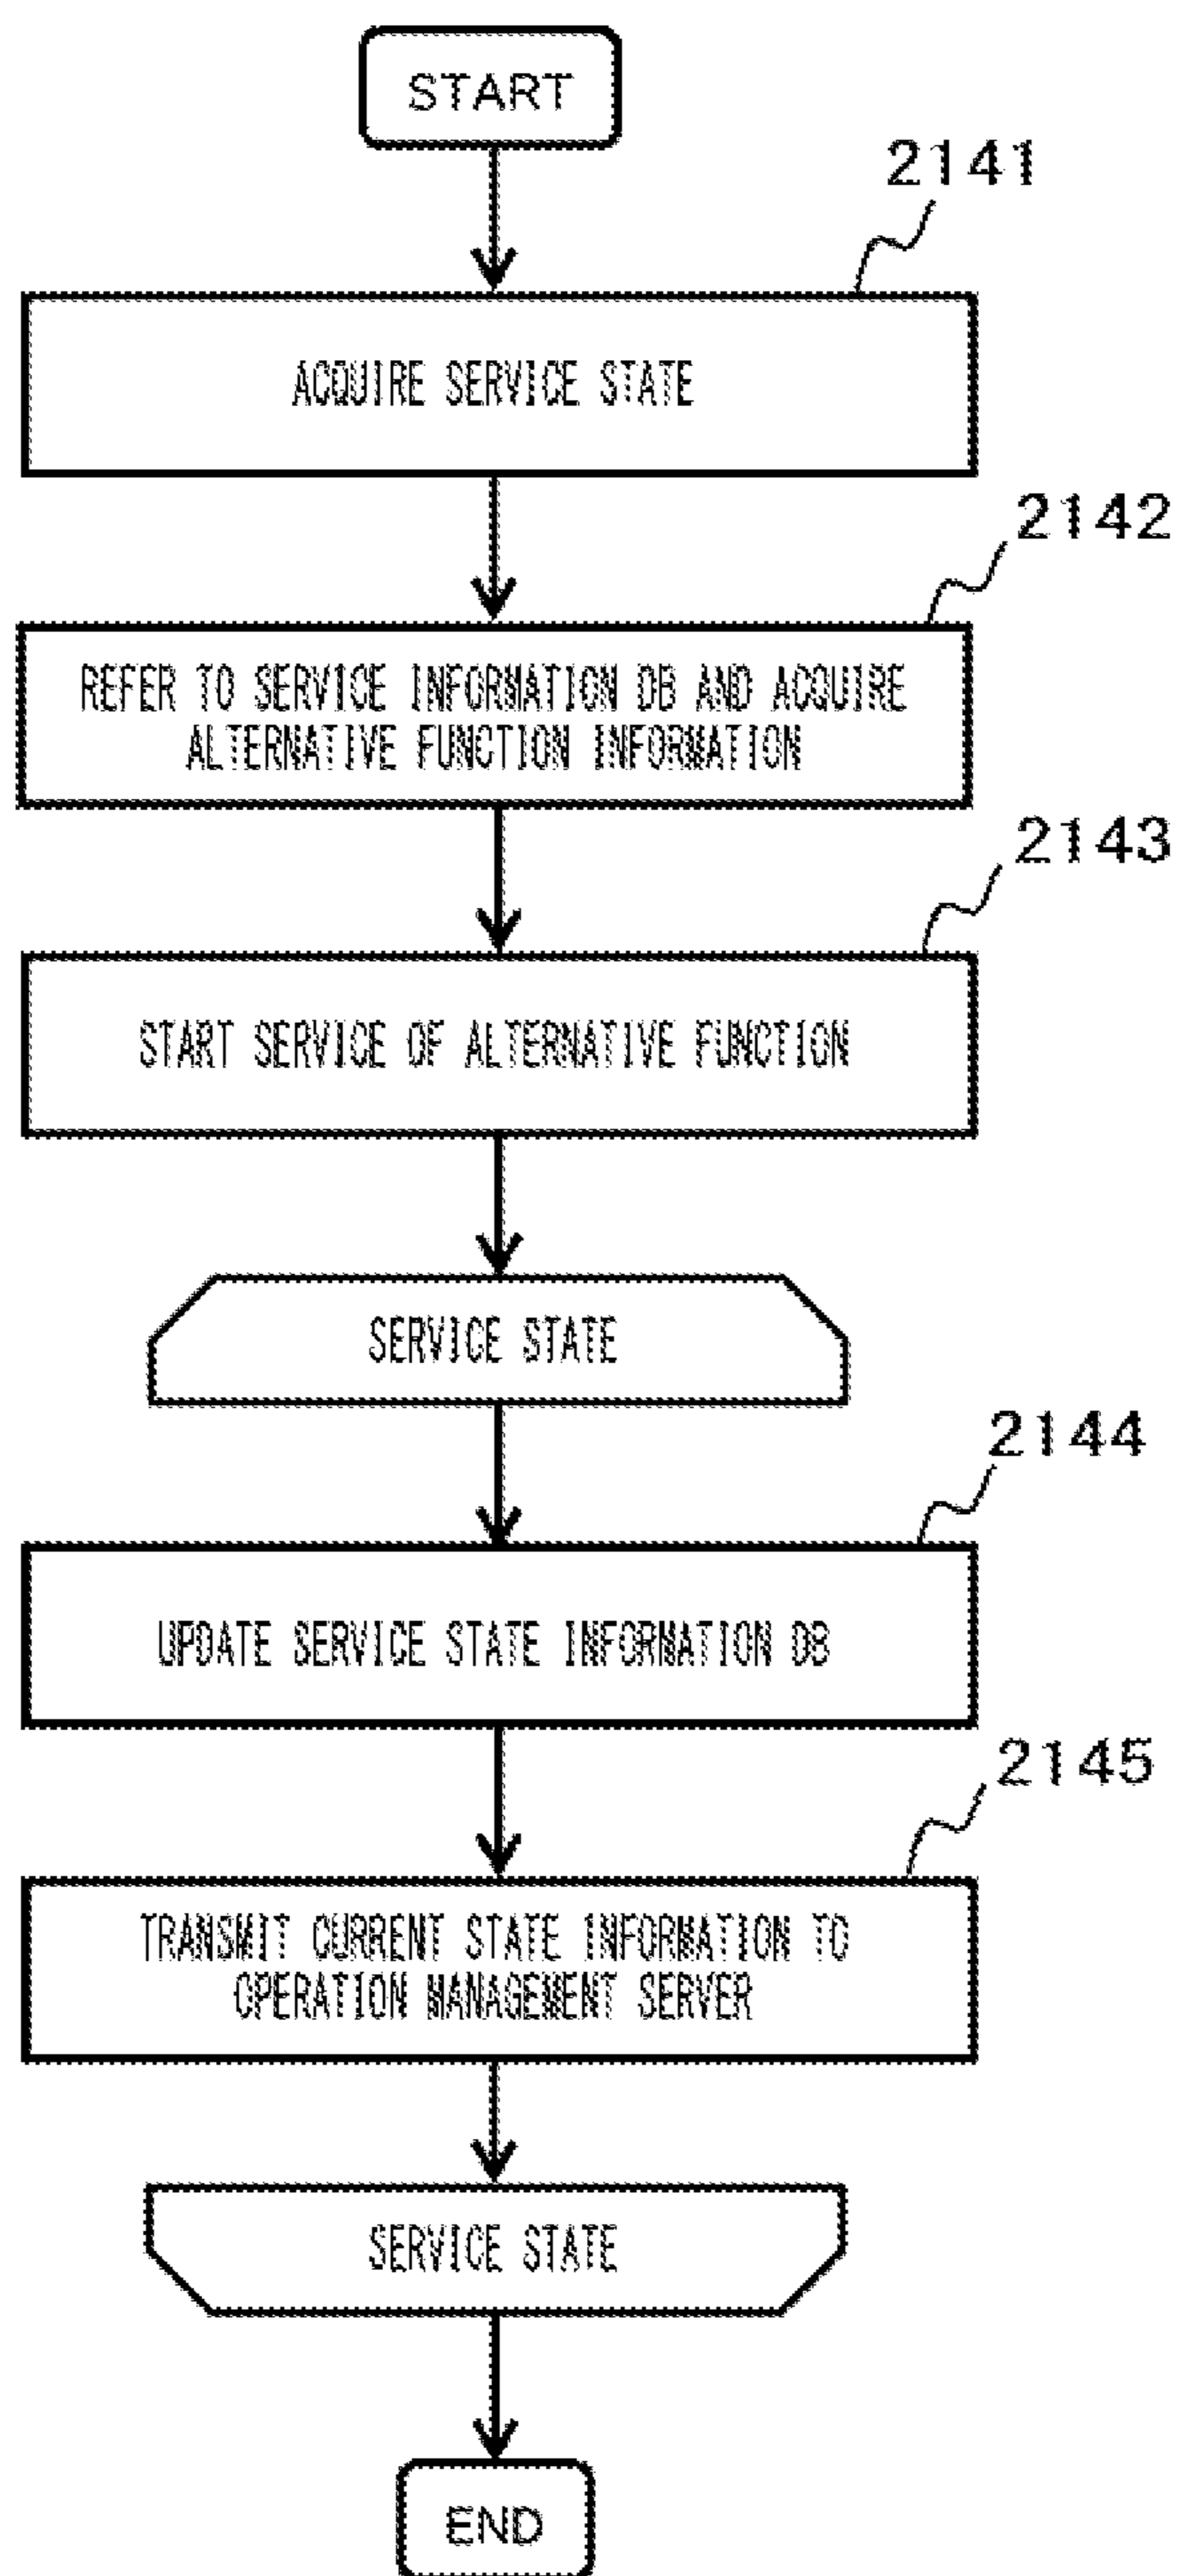 START
2141
ACQUIRE SERVICE STATE
2142
REFER TO SERVICE INFORMATION DB AND ACQUIRE
ALTERNATIVE FUNCTION INFORMATION
2143
START SERVICE OF ALTERNATIVE FUNCTION
SERVICE STATE
2144
UPDATE SERVICE STATE INFORMATION DB
2145
TRANSMIT CURRENT STATE INFORMATION TO
OPERATION MANAGEMENT SERVER
SERVICE STATE
END